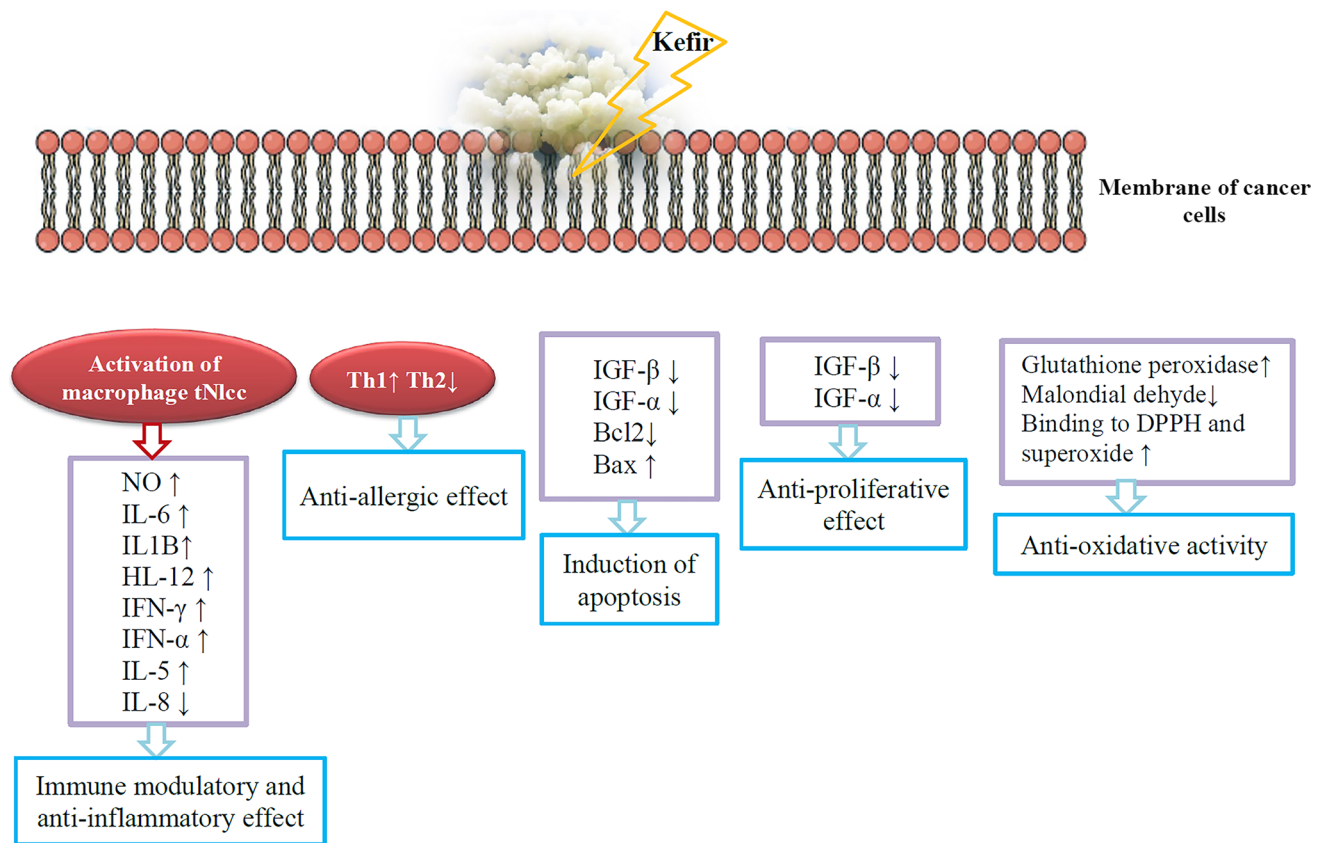 Kefir
Membrane of cancer
cells
Activation of
macrophage tNlcc
NO ↑
IL-6 ↑
IL1B↑
HL-12 ↑
IFN-γ ↑
IFN-α ↑
IL-5 ↑
IL-8 ↓
Immune modulatory and
anti-inflammatory effect
Th1↑ Th2↓
Anti-allergic effect
IGF-β ↓
IGF-α ↓
Bcl2↓
Bax ↑
Induction of
apoptosis
IGF-β ↓
IGF-α ↓
Anti-proliferative
effect
Glutathione peroxidase↑
Malondial dehyde↓
Binding to DPPH and
superoxide ↑
Anti-oxidative activity